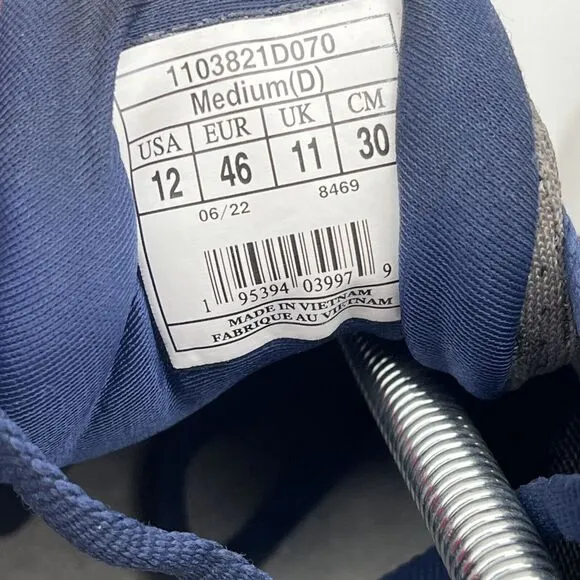 1103821D070
Medium(D)
USA EUR UK CM
12 46 11 30
06/22 8469
1 95394 03997 9
MADE IN VIETNAM
FABRIQUE AU VIETNAM